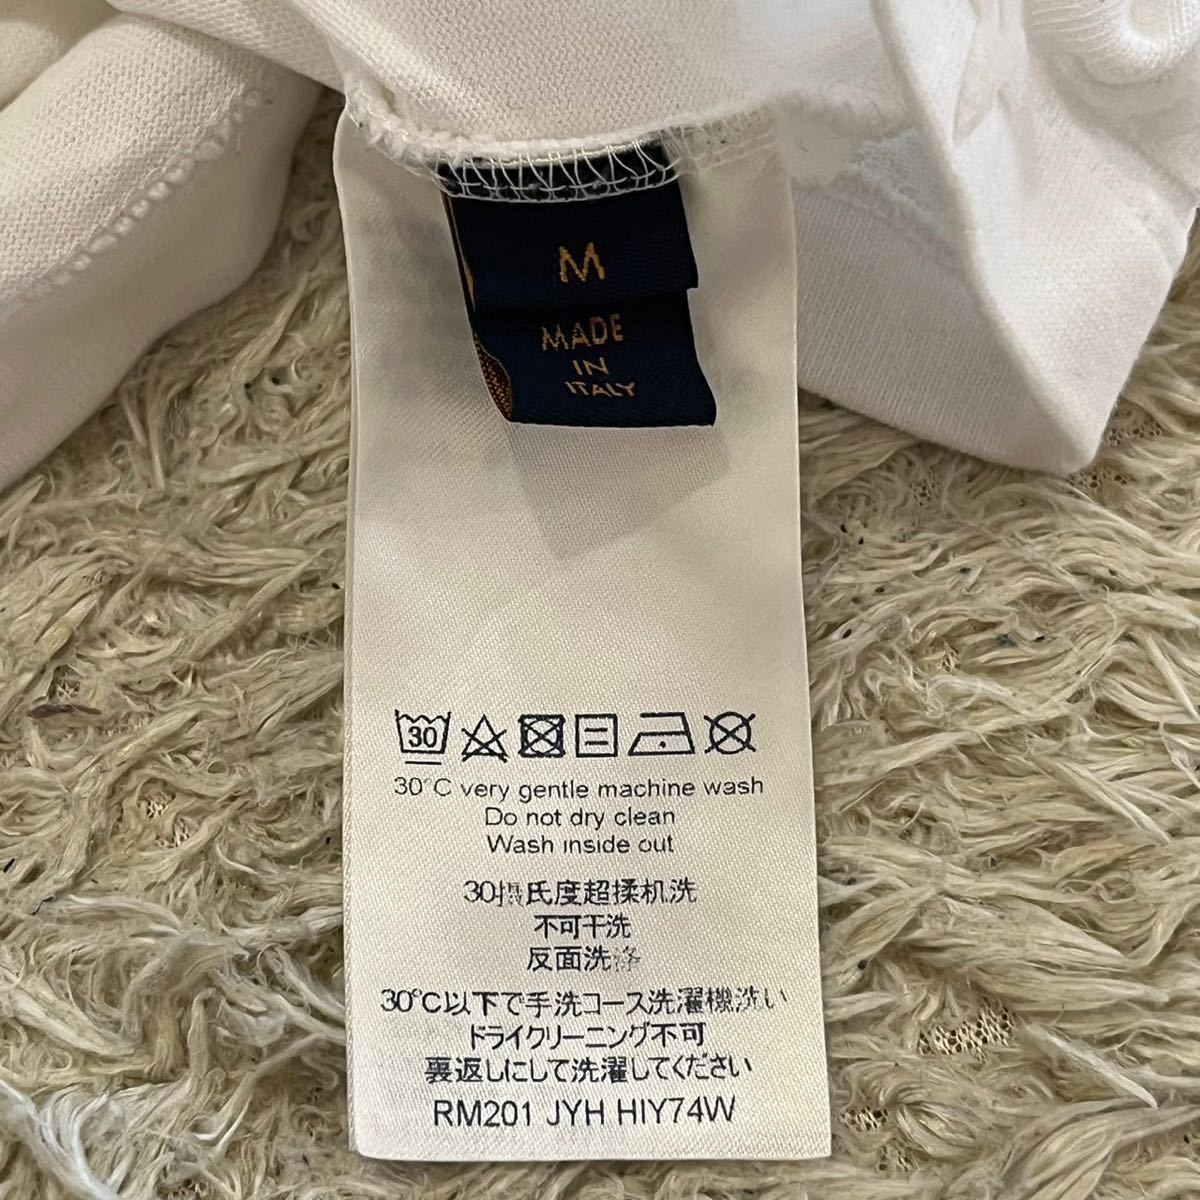 M
MADE
IN
ITALY
30
30°C very gentle machine wash
Do not dry clean
Wash inside out
30摄氏度超揉机洗
不可干洗
反面洗涤
30℃以下で手洗コース洗濯機洗い
ドライクリーニング不可
裏返しにして洗濯してください
RM201 JYH HIY74W